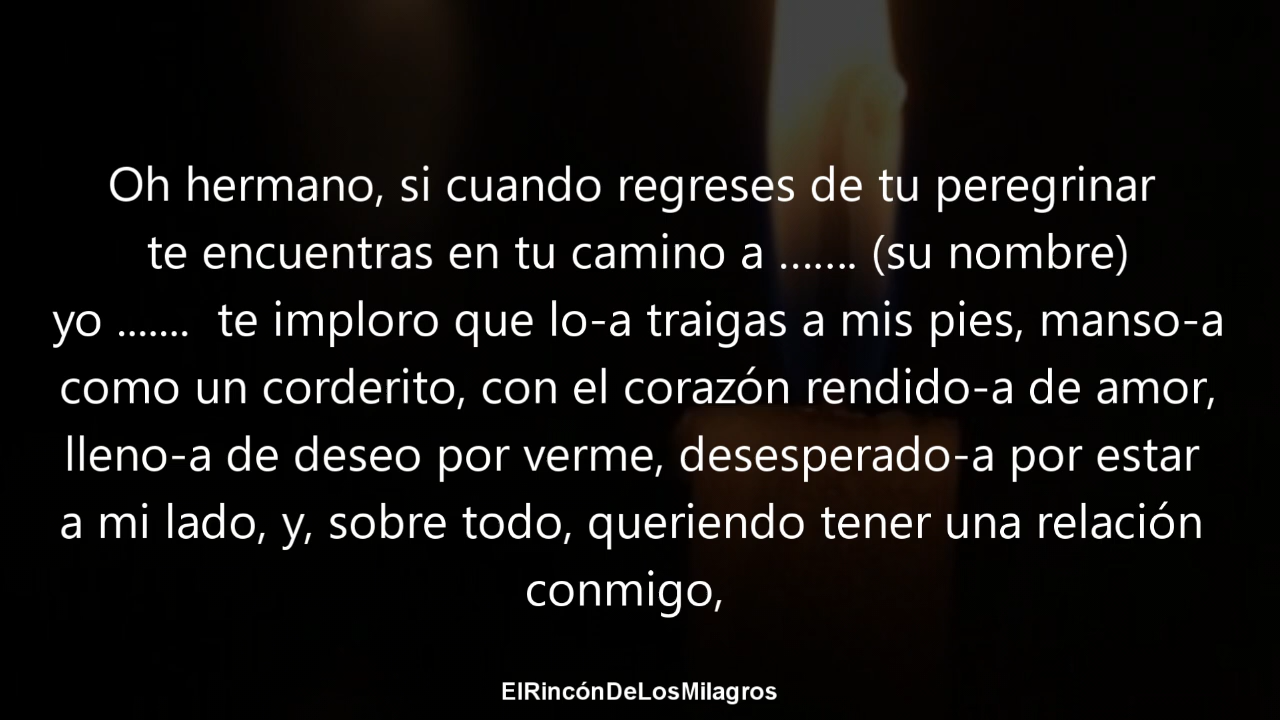 Oh hermano, si cuando regreses de tu peregrinar
te encuentras en tu camino a ....... (su nombre)
yo ....... te imploro que lo-a traigas a mis pies, manso-a
como un corderito, con el corazón rendido-a de amor,
lleno-a de deseo por verme, desesperado-a por estar
a mi lado, y, sobre todo, queriendo tener una relación
conmigo,
ElRincónDeLosMilagros